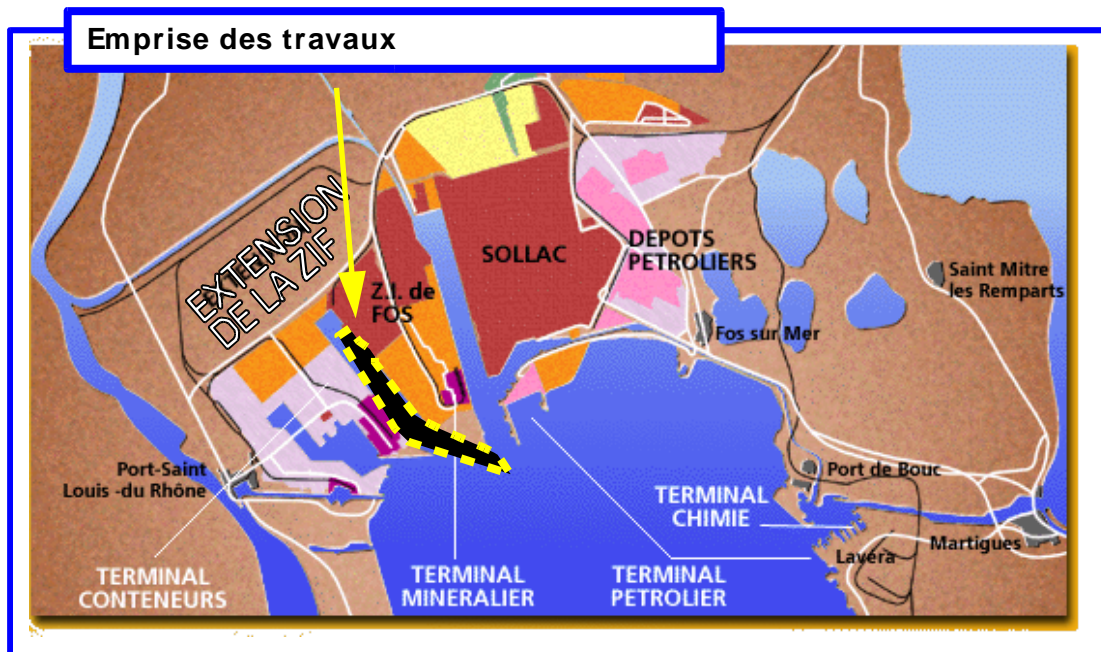 Emprise des travaux
EXTENSION
DE LA ZIF
SOLLAC
DEPOTS
PETROLIERS
Saint Mitre
les Remparts
Z.I. de
FOS
Fos sur Mer
Port-Saint
Louis -du Rhône
Port de Bouc
TERMINAL
CHIMIE
Martigues
Lavéra
TERMINAL
CONTENEURS
TERMINAL
MINERALIER
TERMINAL
PETROLIER